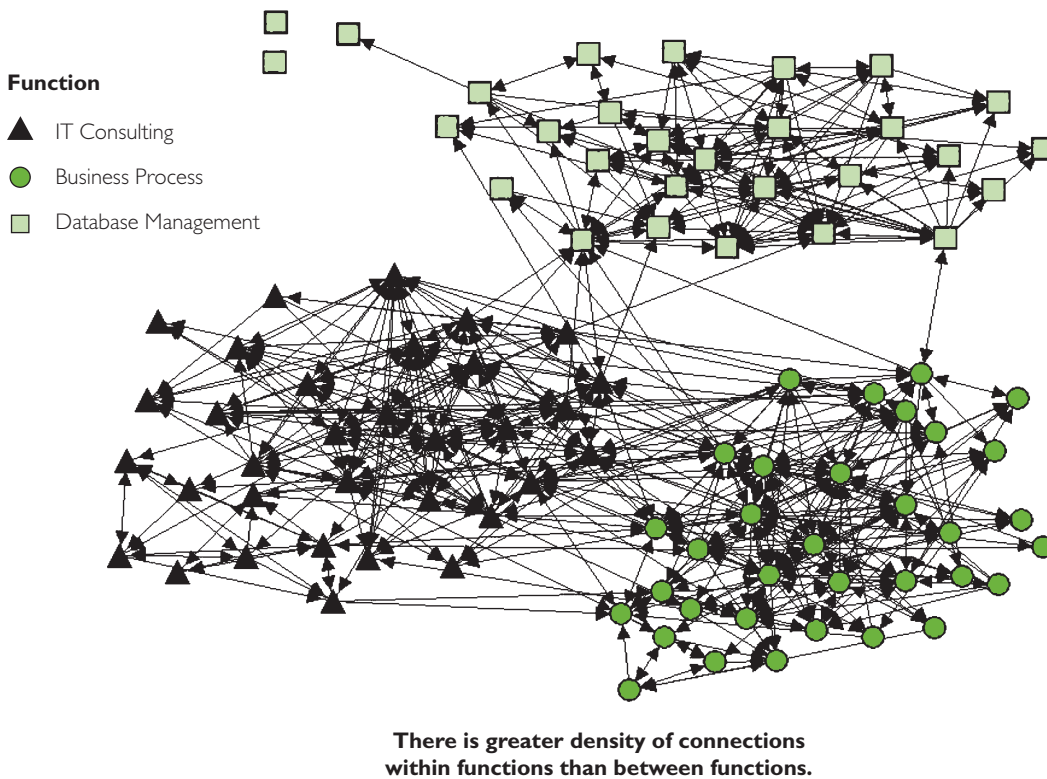 Function
IT Consulting
Business Process
Database Management
There is greater density of connections
within functions than between functions.